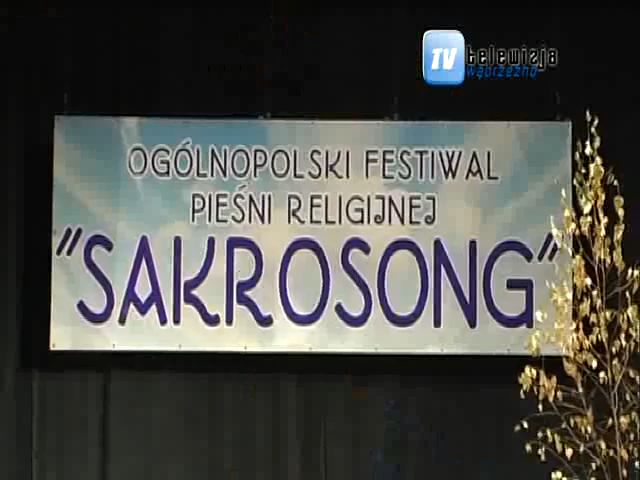 TV telewizja
wąbrzeźno
OGÓLNOPOLSKI FESTIWAL
PIEŚNI RELIGIJNEJ
"SAKROSONG"